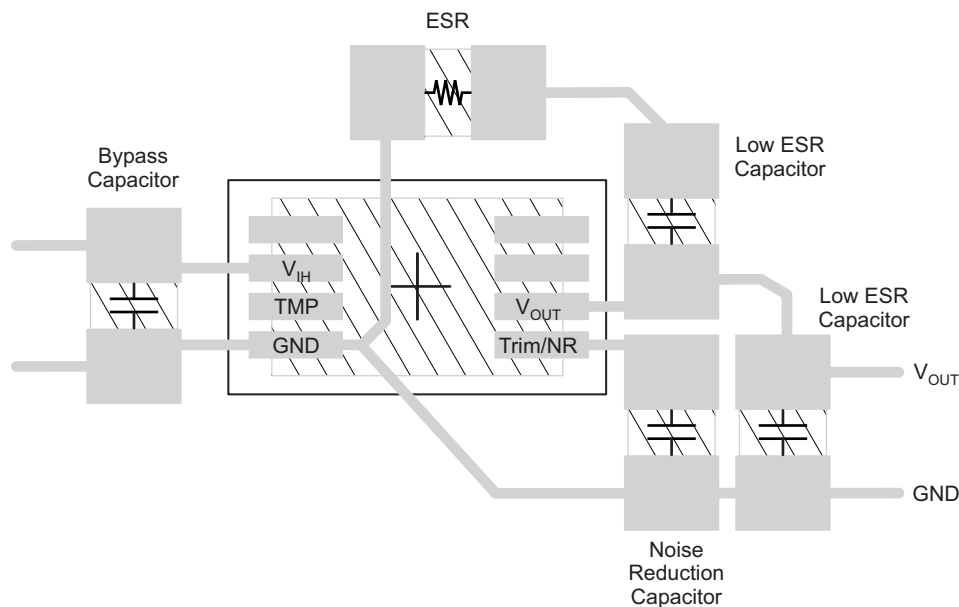 ESR
Bypass
Capacitor
Low ESR
Capacitor
V_IH
TMP
GND
V_OUT
Trim/NR
Low ESR
Capacitor
V_OUT
GND
Noise
Reduction
Capacitor